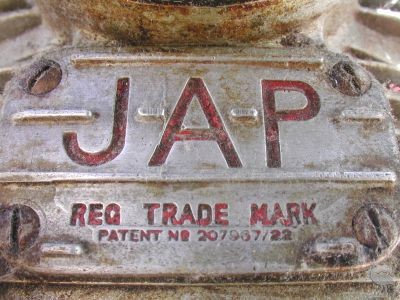 JAP
REG TRADE MARK
PATENT No 207967/22